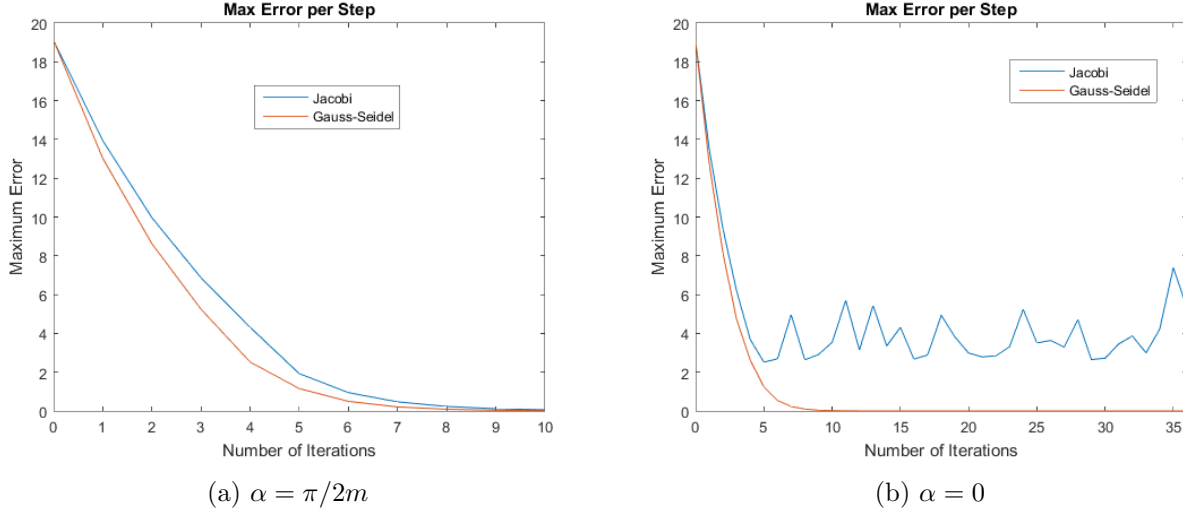 Max Error per Step
20
18
16
14
12
10
8
6
4
2
0
Maximum Error
Jacobi
Gauss-Seidel
0 1 2 3 4 5 6 7 8 9 10
Number of Iterations
(a) α = π/2m
Max Error per Step
20
18
16
14
12
10
8
6
4
2
0
Maximum Error
Jacobi
Gauss-Seidel
0 5 10 15 20 25 30 35
Number of Iterations
(b) α = 0